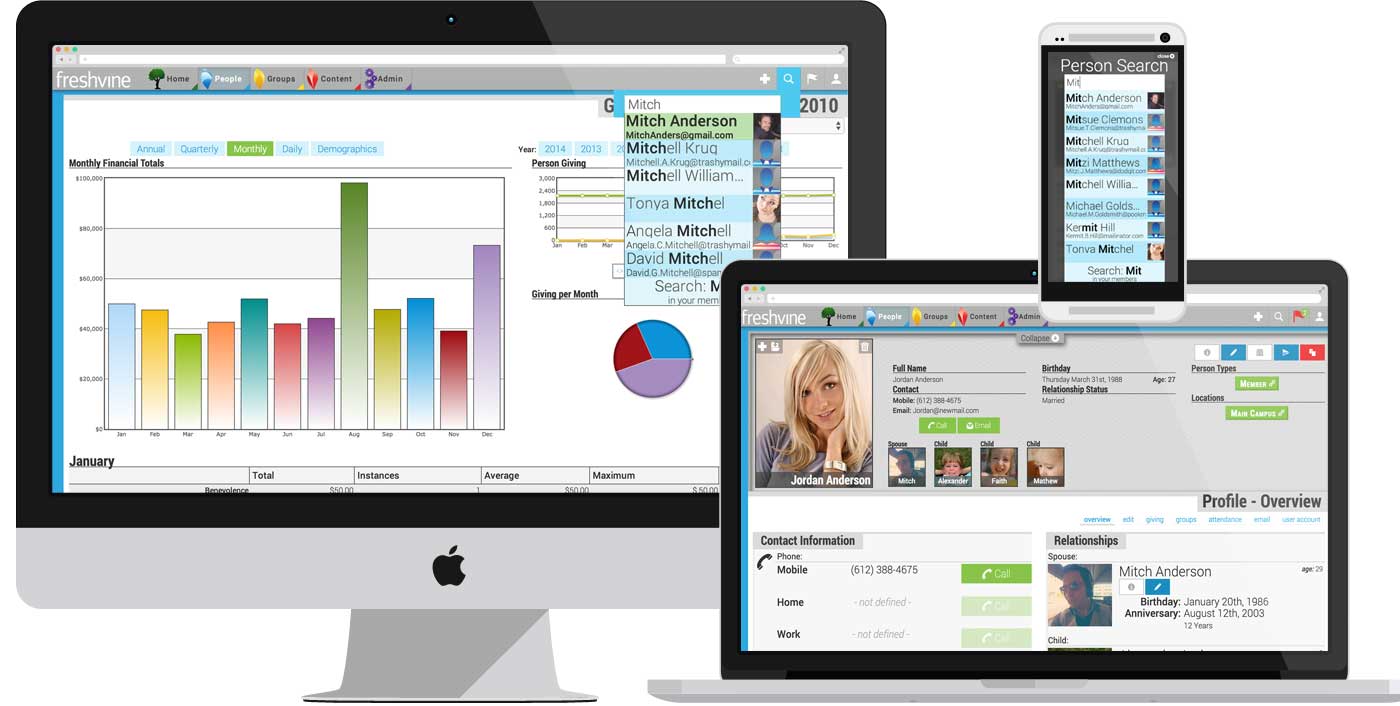 freshvine
Home
People
Groups
Content
Admin
G
2010
Mitch
Mitch Anderson
MitchAnders@gmail.com
Mitchell Krug
Mitchell.A.Krug@trashymail.c
Mitchell William...
Tonya Mitchel
Angela Mitchell
Angela.C.Mitchell@trashymail
David Mitchell
David.G.Mitchell@span
Search: M
in your memb
Annual
Quarterly
Monthly
Daily
Demographics
Year:
2014
2013
Monthly Financial Totals
Person Giving
$100,000
$80,000
$60,000
$40,000
$20,000
$0
Jan
Feb
Mar
Apr
May
Jun
Jul
Aug
Sep
Oct
Nov
Dec
3,000
2,400
1,800
1,200
600
0
Jan
Feb
Mar
Oct
Nov
Dec
Giving per Month
January
Total
Instances
Average
Maximum
Benevolence
$50.00
1
$50.00
$50.00
close
Person Search
Mit
Mitch Anderson
MitchAnders@gmail.com
Mitsue Clemons
Mitsue.T.Clemons@trashyma
Mitchell Krug
Mitchell.A.Krug@trashymail.c
Mitzi Matthews
Mitzi.J.Matthews@dodgit.com
Mitchell Willia...
Michael Golds...
Michael.M.Goldsmith@pooken
Kermit Hill
Kermit.B.Hill@mailinator.com
Tonya Mitchel
Search: Mit
in your members
freshvine
Home
People
Groups
Content
Admin
2
Collapse
Full Name
Jordan Anderson
Contact
Mobile: (612) 388-4675
Email: Jordan@newmail.com
Call
Email
Birthday
Thursday March 31st, 1988
Age: 27
Relationship Status
Married
Person Types
Member
Locations
Main Campus
Jordan Anderson
Spouse
Mitch
Child
Alexander
Child
Faith
Child
Mathew
Profile - Overview
overview
edit
giving
groups
attendance
email
user account
Contact Information
Phone:
Mobile
(612) 388-4675
Call
Home
- not defined -
Call
Work
- not defined -
Call
Relationships
Spouse:
Mitch Anderson
age: 29
Birthday: January 20th, 1986
Anniversary: August 12th, 2003
12 Years
Child: